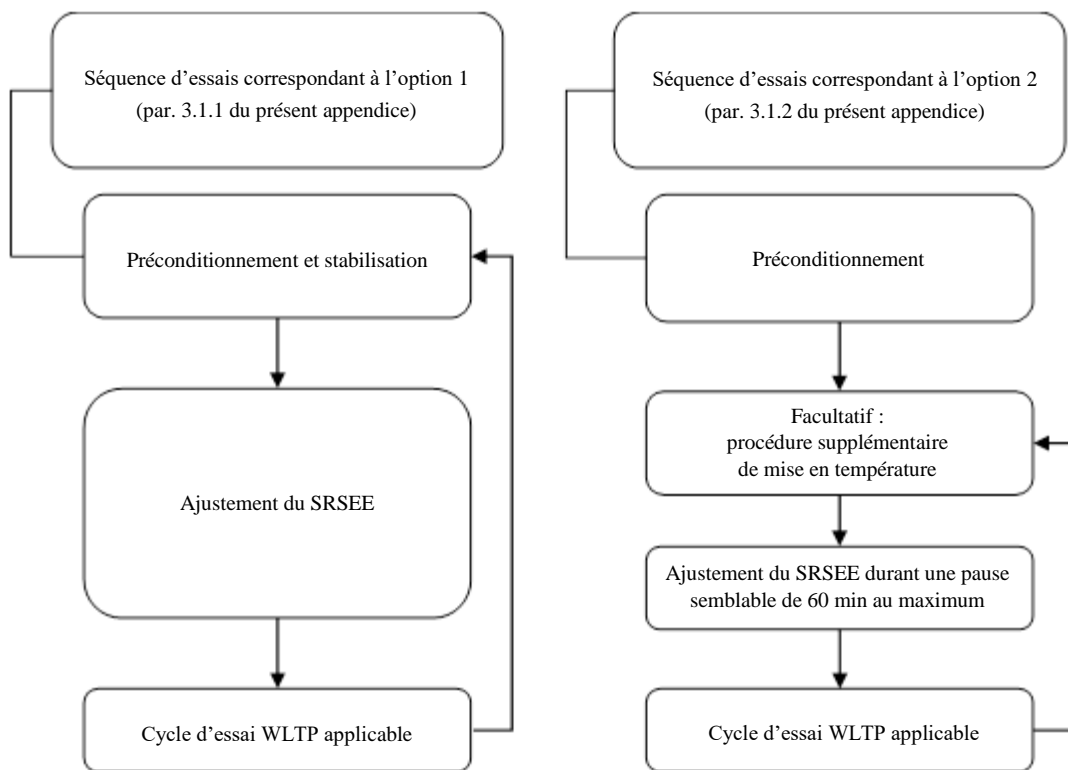 Séquence d'essais correspondant à l'option 1
(par. 3.1.1 du présent appendice)
Préconditionnement et stabilisation
Ajustement du SRSEE
Cycle d'essai WLTP applicable
Séquence d'essais correspondant à l'option 2
(par. 3.1.2 du présent appendice)
Préconditionnement
Facultatif :
procédure supplémentaire
de mise en température
Ajustement du SRSEE durant une pause
semblable de 60 min au maximum
Cycle d'essai WLTP applicable